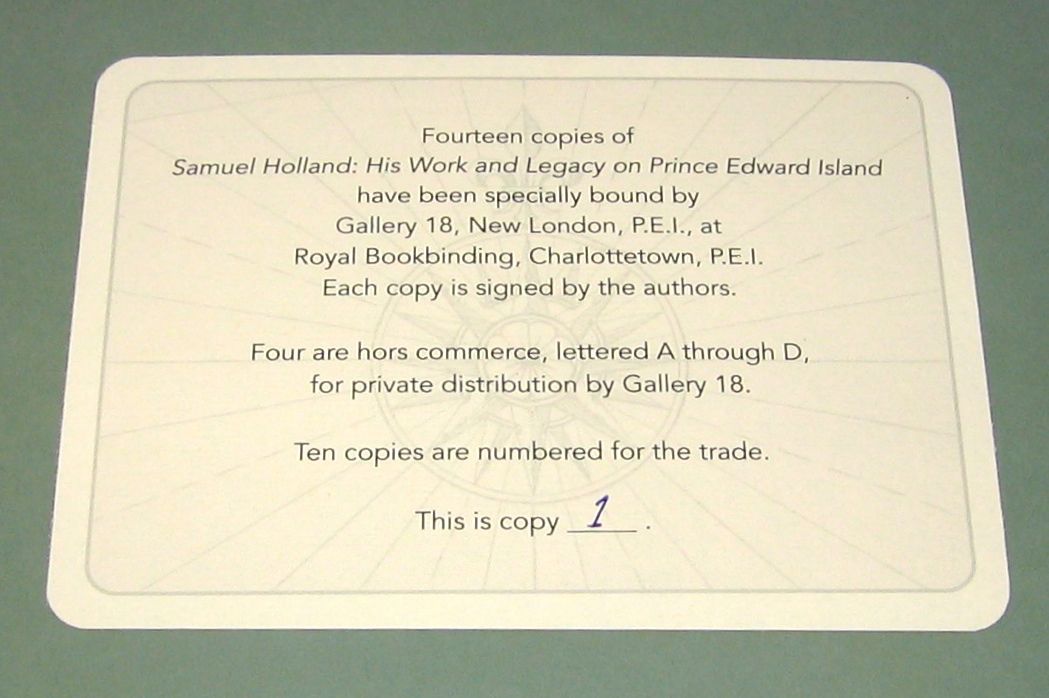 Fourteen copies of
Samuel Holland: His Work and Legacy on Prince Edward Island
have been specially bound by
Gallery 18, New London, P.E.I., at
Royal Bookbinding, Charlottetown, P.E.I.
Each copy is signed by the authors.
Four are hors commerce, lettered A through D,
for private distribution by Gallery 18.
Ten copies are numbered for the trade.
This is copy 1 .